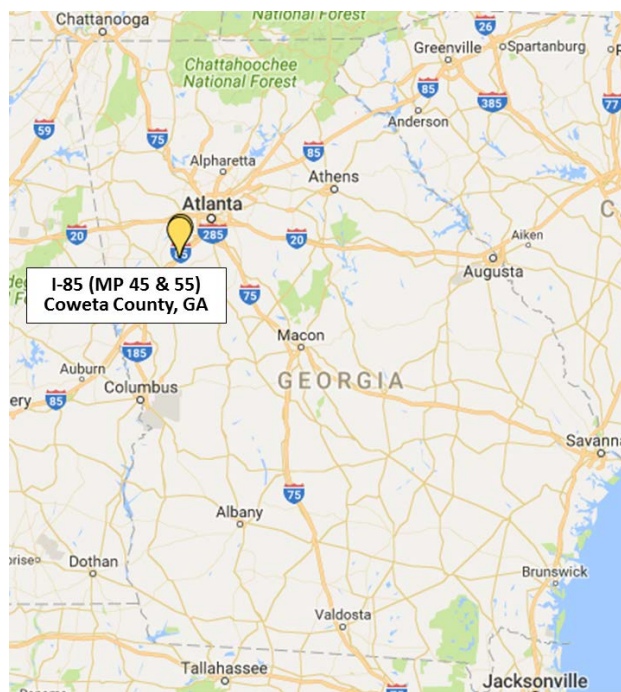 Chattanooga
National Forest
26
Spartanburg
Greenville
Chattahoochee
National Forest
85
385
77
Anderson
59
75
85
Alpharetta
Athens
Atlanta
20
285
20
Aiken
Augusta
I-85 (MP 45 & 55)
Coweta County, GA
75
Macon
185
Auburn
GEORGIA
Columbus
ery
85
Savanna
75
Albany
rise
Dothan
Brunswick
Valdosta
Tallahassee
Jacksonville